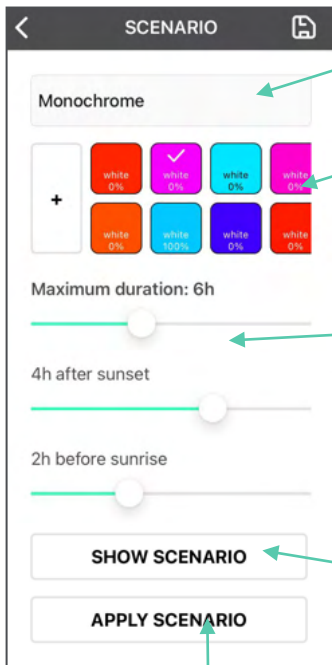 SCENARIO
Monochrome
+
white white white white
0% 0% 0% 0%
white white white white
0% 100% 0% 0%
Maximum duration: 6h
4h after sunset
2h before sunrise
SHOW SCENARIO
APPLY SCENARIO